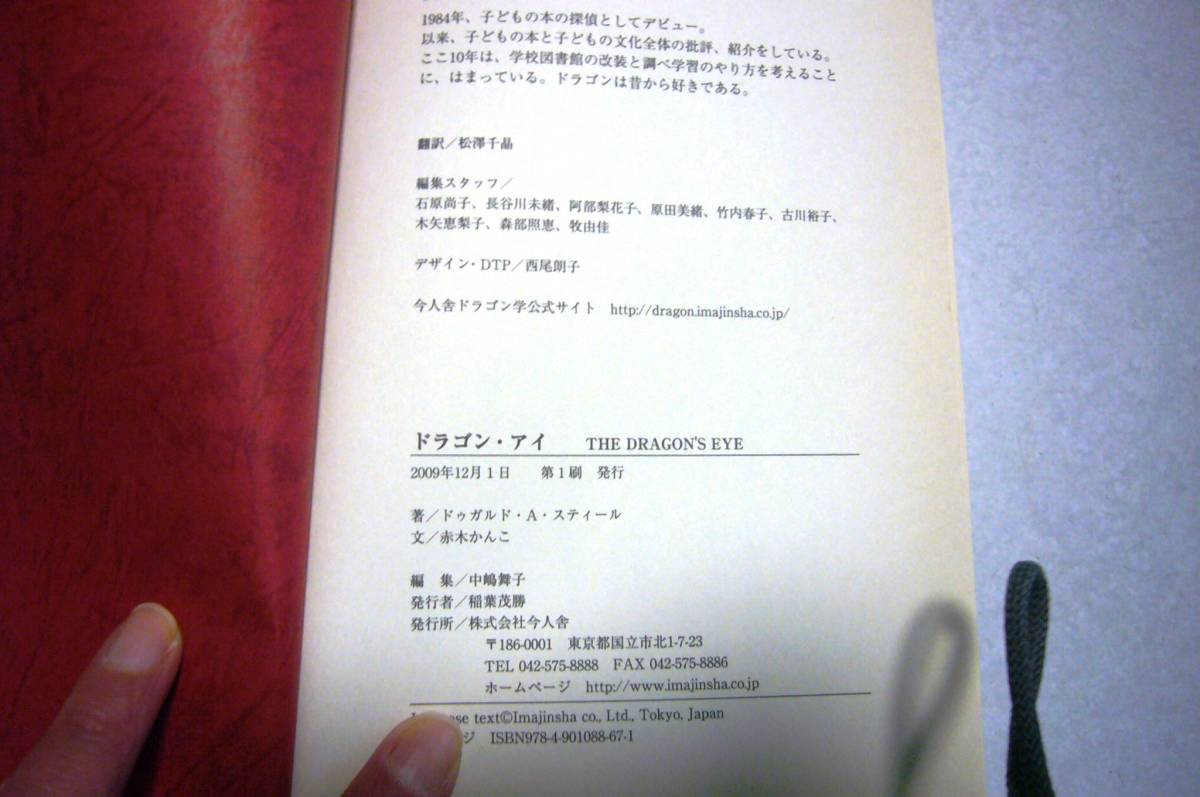 1984年、子どもの本の探偵としてデビュー。
以来、子どもの本と子どもの文化全体の批評、紹介をしている。
ここ10年は、学校図書館の改装と調べ学習のやり方を考えること
に、はまっている。ドラゴンは昔から好きである。
翻訳／松澤千晶
編集スタッフ／
石原尚子、長谷川未緒、阿部梨花子、原田美緒、竹内春子、古川裕子、
木矢恵梨子、森部照恵、牧由佳
デザイン・DTP／西尾朗子
今人舎ドラゴン学公式サイト　http://dragon.imajinsha.co.jp/
ドラゴン・アイ　THE DRAGON'S EYE
2009年12月1日　第1刷　発行
著／ドゥガルド・A・スティール
文／赤木かんこ
編　集／中嶋舞子
発行者／稲葉茂勝
発行所／株式会社今人舎
〒186-0001　東京都国立市北1-7-23
TEL 042-575-8888　FAX 042-575-8886
ホームページ　http://www.imajinsha.co.jp
text©Imajinsha co., Ltd., Tokyo, Japan
ISBN978-4-901088-67-1